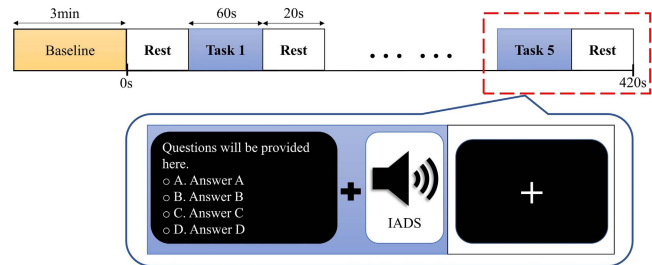 3min 60s 20s
Baseline Rest Task 1 Rest ... ... Task 5 Rest
0s 420s
Questions will be provided
here.
○ A. Answer A
○ B. Answer B
○ C. Answer C
○ D. Answer D
IADS